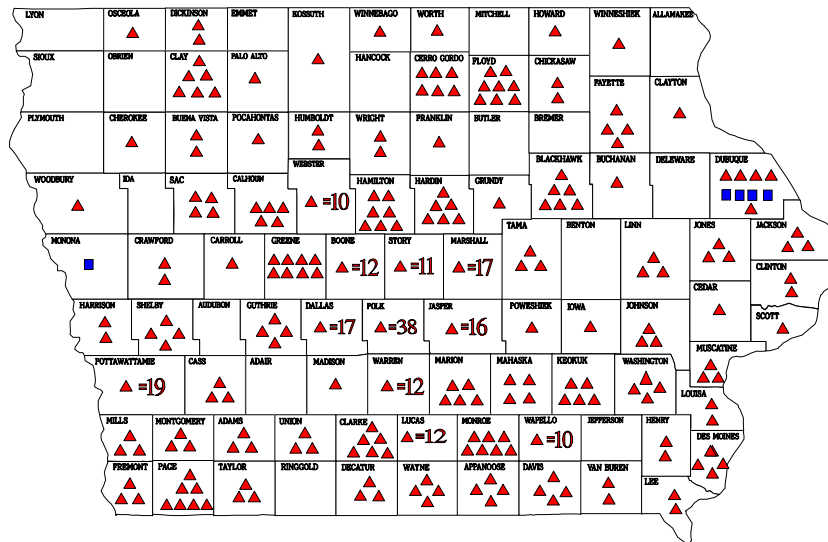 LYON
OSCEOLA
DICKINSON
EMMET
KOSSUTH
WINNEBAGO
WORTH
MITCHELL
HOWARD
WINNESHIEK
ALLAMAKEE
SIOUX
OBRIEN
CLAY
PALO ALTO
HANCOCK
CERRO GORDO
FLOYD
CHICKASAW
FAYETTE
CLAYTON
PLYMOUTH
CHEROKEE
BUENA VISTA
POCAHONTAS
HUMBOLDT
WRIGHT
FRANKLIN
BUTLER
BREMER
WEBSTER
=10
BLACKHAWK
BUCHANAN
DELEWARE
DUBUQUE
WOODBURY
IDA
SAC
CALHOUN
HAMILTON
HARDIN
GRUNDY
TAMA
BENTON
LINN
JONES
JACKSON
MONONA
CRAWFORD
CARROLL
GREENE
BOONE
=12
STORY
=11
MARSHALL
=17
CLINTON
CEDAR
HARRISON
SHELBY
AUDUBON
GUTHRIE
DALLAS
=17
POLK
=38
JASPER
=16
POWESHIEK
IOWA
JOHNSON
SCOTT
MUSCATINE
POTTAWATTAMIE
=19
CASS
ADAIR
MADISON
WARREN
=12
MARION
MAHASKA
KEOKUK
WASHINGTON
LOUISA
MILLS
MONTGOMERY
ADAMS
UNION
CLARKE
LUCAS
=12
MONROE
WAPELLO
=10
JEFFERSON
HENRY
DES MOINES
FREMONT
PAGE
TAYLOR
RINGGOLD
DECATUR
WAYNE
APPANOOSE
DAVIS
VAN BUREN
LEE